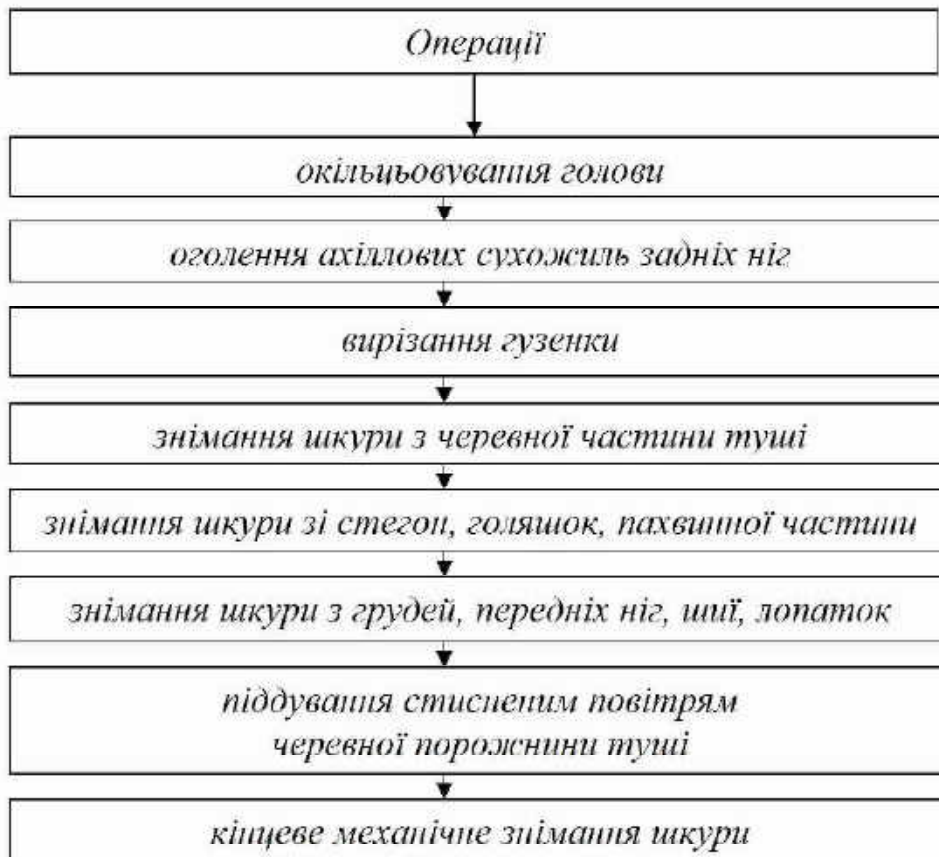 Операції
окільцьовування голови
оголення ахіллових сухожиль задніх ніг
вирізання гузенки
знімання шкури з черевної частини туші
знімання шкури зі стегон, голяшок, пахвинної частини
знімання шкури з грудей, передніх ніг, шиї, лопаток
піддування стисненим повітрям
черевної порожнини туші
кінцеве механічне знімання шкури